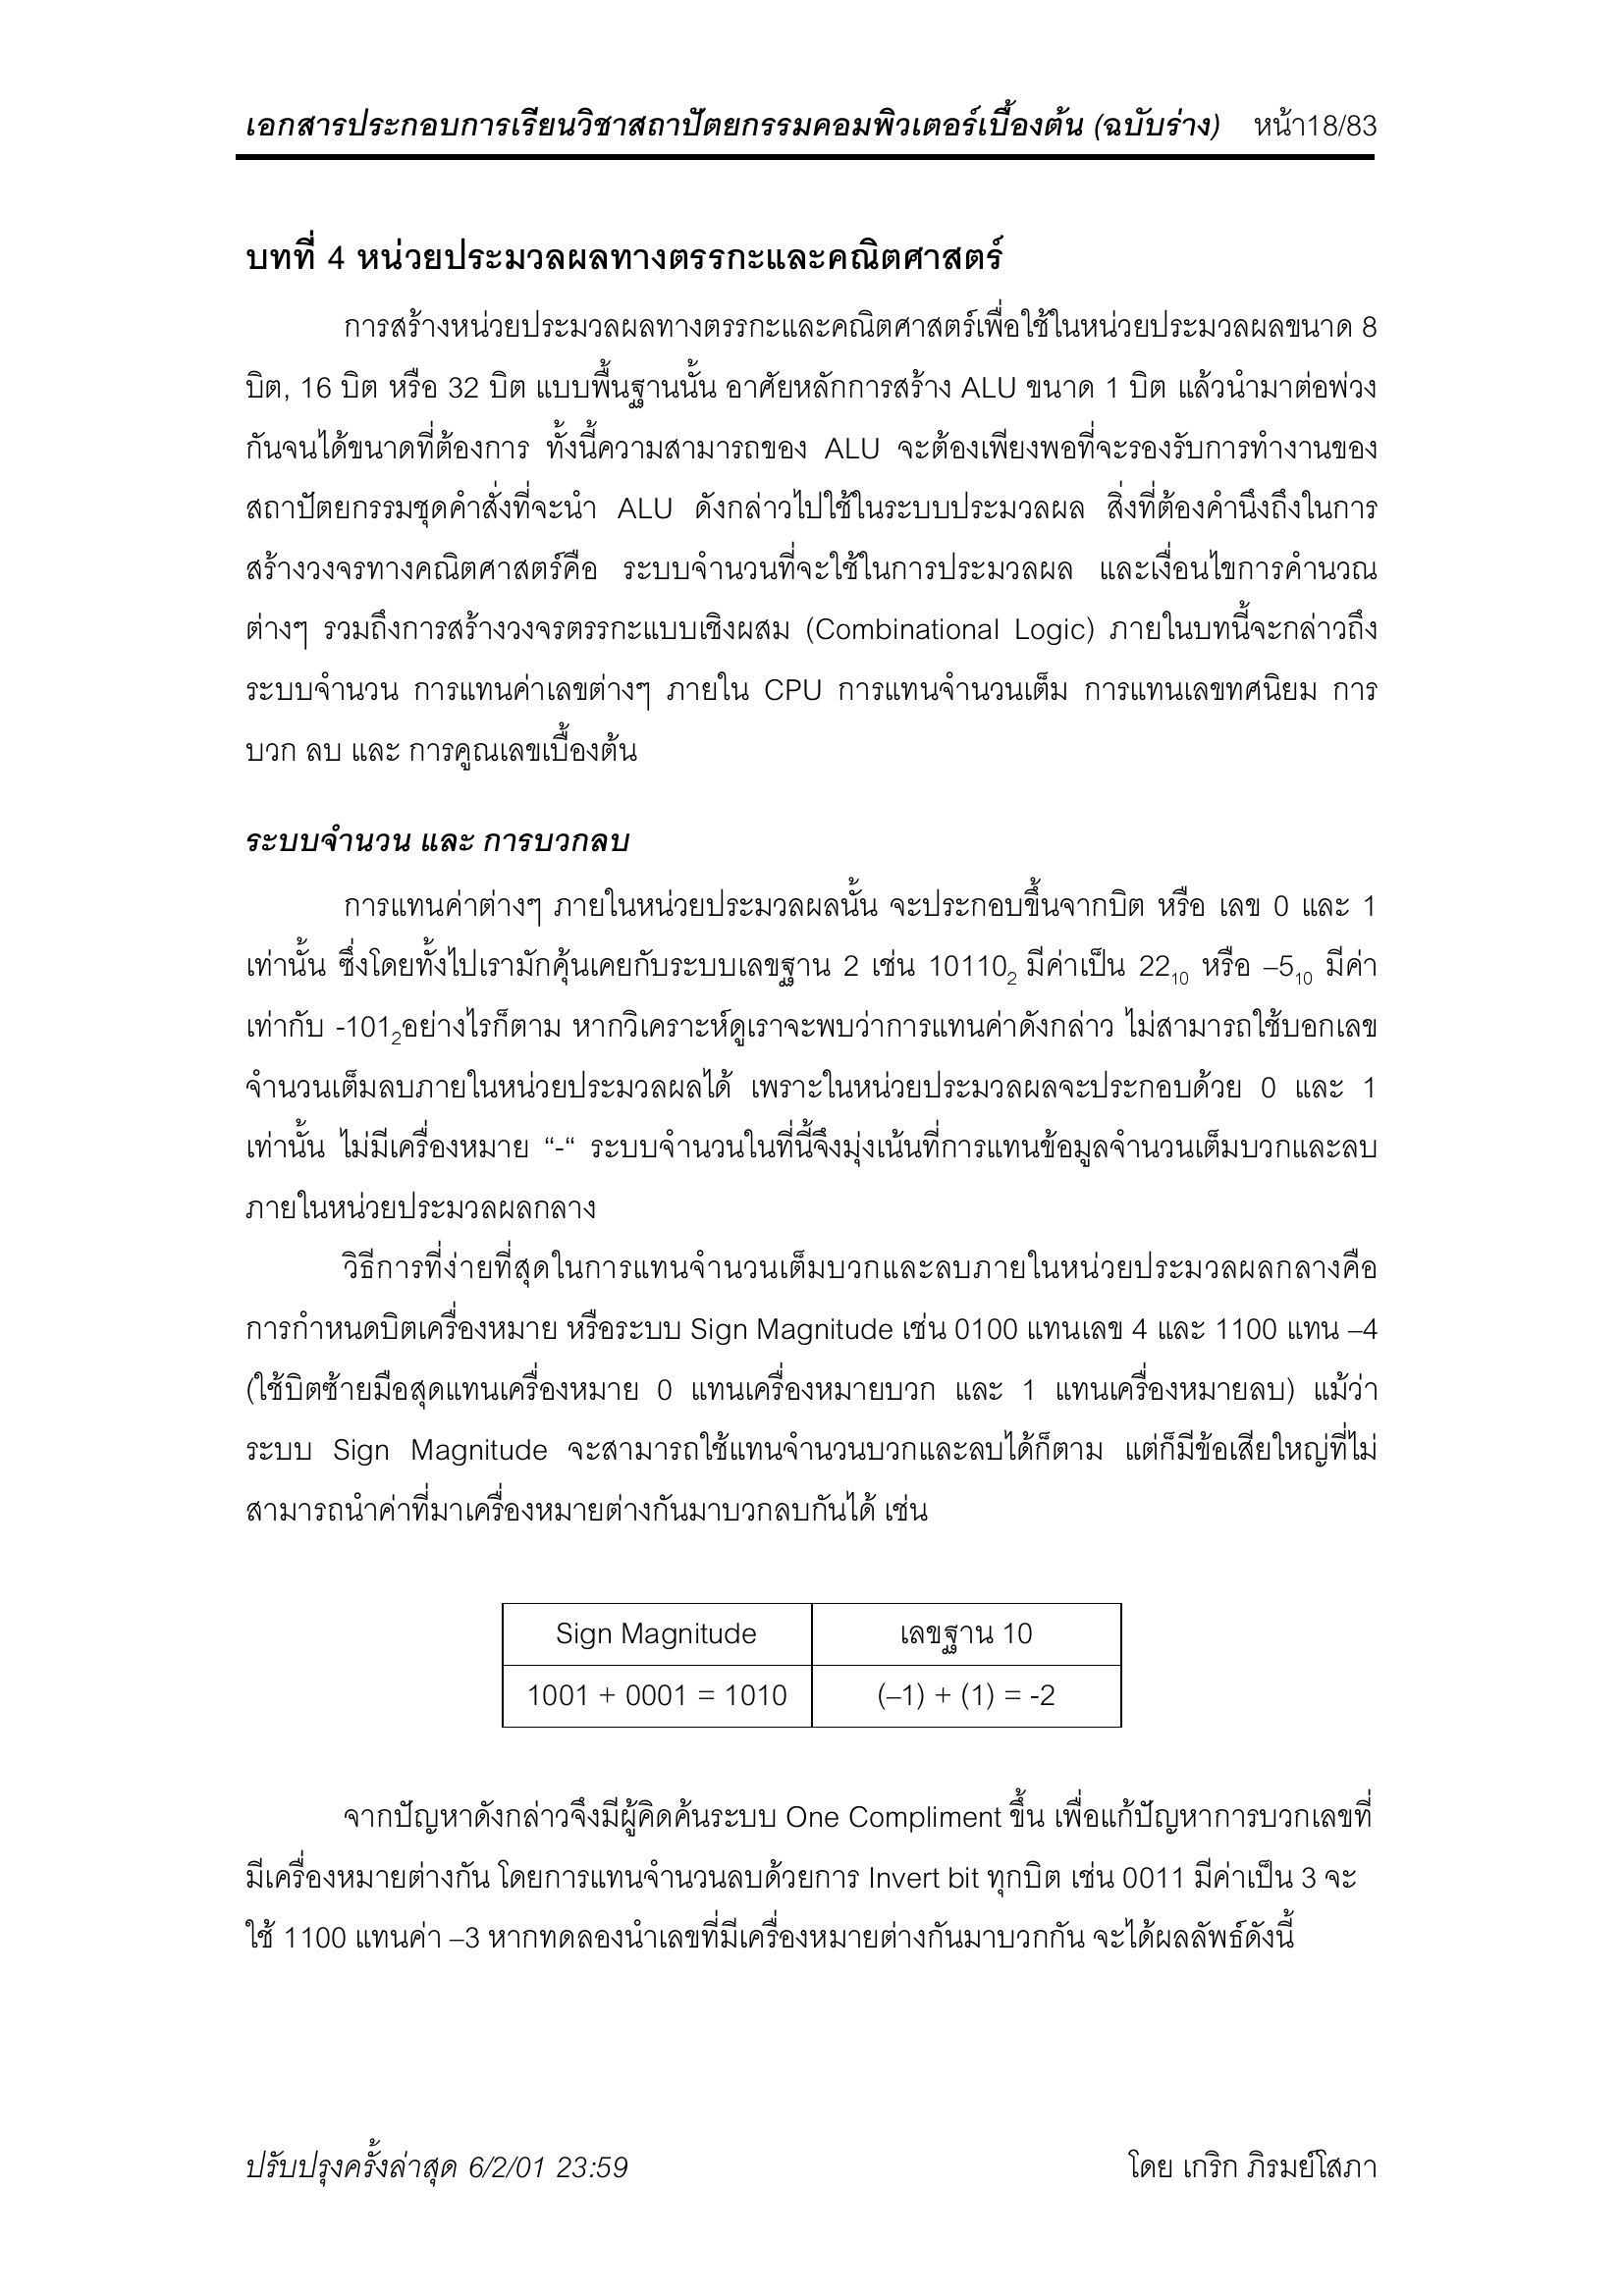 เอกสารประกอบการเรียนวิชาสถาปัตยกรรมคอมพิวเตอร์เบื้องต้น (ฉบับร่าง) หน้า18/83
บทที่ 4 หน่วยประมวลผลทางตรรกะและคณิตศาสตร์
การสร้างหน่วยประมวลผลทางตรรกะและคณิตศาสตร์เพื่อใช้ในหน่วยประมวลผลขนาด 8
บิต, 16 บิต หรือ 32 บิต แบบพื้นฐานนั้น อาศัยหลักการสร้าง ALU ขนาด 1 บิต แล้วนำมาต่อพ่วง
กันจนได้ขนาดที่ต้องการ ทั้งนี้ความสามารถของ ALU จะต้องเพียงพอที่จะรองรับการทำงานของ
สถาปัตยกรรมชุดคำสั่งที่จะนำ ALU ดังกล่าวไปใช้ในระบบประมวลผล สิ่งที่ต้องคำนึงถึงในการ
สร้างวงจรทางคณิตศาสตร์คือ ระบบจำนวนที่จะใช้ในการประมวลผล และเงื่อนไขการคำนวณ
ต่างๆ รวมถึงการสร้างวงจรตรรกะแบบเชิงผสม (Combinational Logic) ภายในบทนี้จะกล่าวถึง
ระบบจำนวน การแทนค่าเลขต่างๆ ภายใน CPU การแทนจำนวนเต็ม การแทนเลขทศนิยม การ
บวก ลบ และ การคูณเลขเบื้องต้น
ระบบจำนวน และ การบวกลบ
การแทนค่าต่างๆ ภายในหน่วยประมวลผลนั้น จะประกอบขึ้นจากบิต หรือ เลข 0 และ 1
เท่านั้น ซึ่งโดยทั้งไปเรามักคุ้นเคยกับระบบเลขฐาน 2 เช่น 10110₂ มีค่าเป็น 22₁₀ หรือ –5₁₀ มีค่า
เท่ากับ -101₂อย่างไรก็ตาม หากวิเคราะห์ดูเราจะพบว่าการแทนค่าดังกล่าว ไม่สามารถใช้บอกเลข
จำนวนเต็มลบภายในหน่วยประมวลผลได้ เพราะในหน่วยประมวลผลจะประกอบด้วย 0 และ 1
เท่านั้น ไม่มีเครื่องหมาย “-“ ระบบจำนวนในที่นี้จึงมุ่งเน้นที่การแทนข้อมูลจำนวนเต็มบวกและลบ
ภายในหน่วยประมวลผลกลาง
วิธีการที่ง่ายที่สุดในการแทนจำนวนเต็มบวกและลบภายในหน่วยประมวลผลกลางคือ
การกำหนดบิตเครื่องหมาย หรือระบบ Sign Magnitude เช่น 0100 แทนเลข 4 และ 1100 แทน –4
(ใช้บิตซ้ายมือสุดแทนเครื่องหมาย 0 แทนเครื่องหมายบวก และ 1 แทนเครื่องหมายลบ) แม้ว่า
ระบบ Sign Magnitude จะสามารถใช้แทนจำนวนบวกและลบได้ก็ตาม แต่ก็มีข้อเสียใหญ่ที่ไม่
สามารถนำค่าที่มาเครื่องหมายต่างกันมาบวกลบกันได้ เช่น
Sign Magnitude เลขฐาน 10
1001 + 0001 = 1010 (–1) + (1) = -2
จากปัญหาดังกล่าวจึงมีผู้คิดค้นระบบ One Compliment ขึ้น เพื่อแก้ปัญหาการบวกเลขที่
มีเครื่องหมายต่างกัน โดยการแทนจำนวนลบด้วยการ Invert bit ทุกบิต เช่น 0011 มีค่าเป็น 3 จะ
ใช้ 1100 แทนค่า –3 หากทดลองนำเลขที่มีเครื่องหมายต่างกันมาบวกกัน จะได้ผลลัพธ์ดังนี้
ปรับปรุงครั้งล่าสุด 6/2/01 23:59 โดย เกริก ภิรมย์โสภา